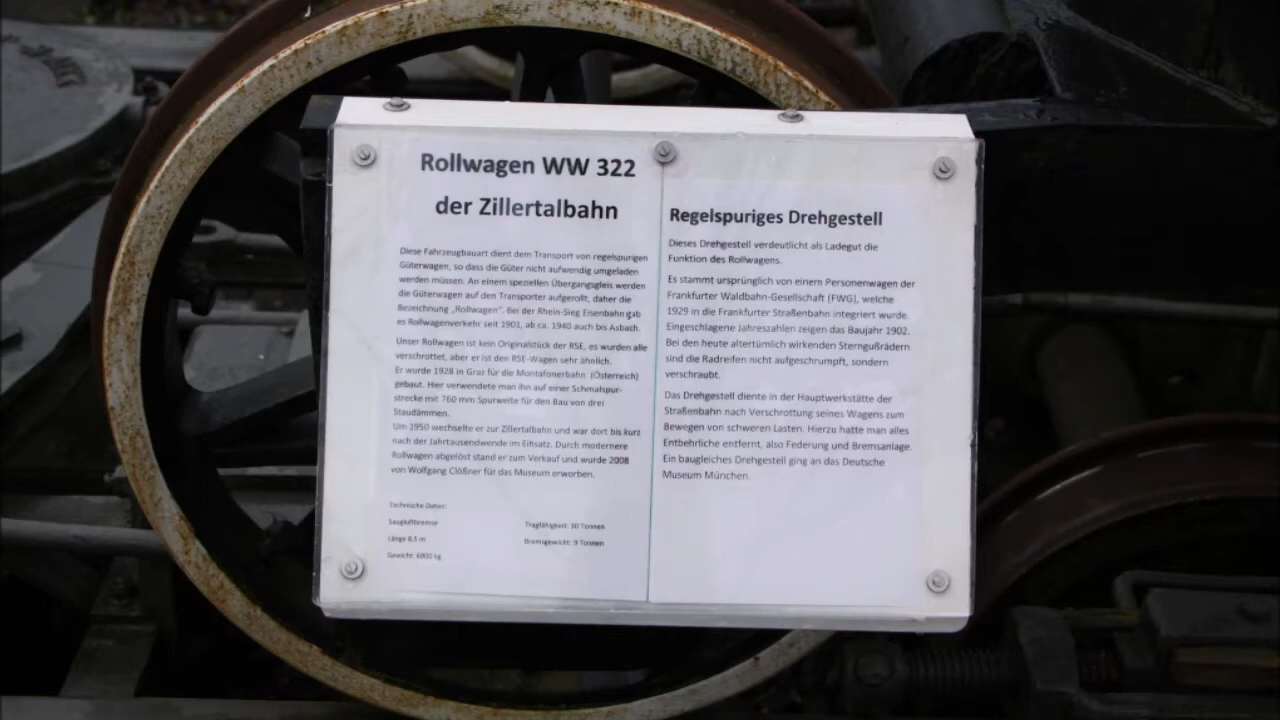 Rollwagen WW 322
der Zillertalbahn
Diese Fahrzeugbauart dient dem Transport von regelspurigen
Güterwagen, so dass die Güter nicht aufwendig umgeladen
werden müssen. An einem speziellen Übergangsgleis werden
die Güterwagen auf den Transporter aufgerollt, daher die
Bezeichnung „Rollwagen". Bei der Rhein-Sieg Eisenbahn gab
es Rollwagenverkehr seit 1901, ab ca. 1940 auch bis Asbach.
Unser Rollwagen ist kein Originalstück der RSE, es wurden alle
verschrottet, aber er ist den RSE-Wagen sehr ähnlich.
Er wurde 1928 in Graz für die Montafonerbahn (Österreich)
gebaut. Hier verwendete man ihn auf einer Schmalspur-
strecke mit 760 mm Spurweite für den Bau von drei
Staudämmen.
Um 1950 wechselte er zur Zillertalbahn und war dort bis kurz
nach der Jahrtausendwende im Einsatz. Durch modernere
Rollwagen abgelöst stand er zum Verkauf und wurde 2008
von Wolfgang Clößner für das Museum erworben.
Technische Daten:
Saugluftbremse
Länge 8,5 m
Gewicht: 6800 kg
Tragfähigkeit: 30 Tonnen
Bremsgewicht: 9 Tonnen
Regelspuriges Drehgestell
Dieses Drehgestell verdeutlicht als Ladegut die
Funktion des Rollwagens.
Es stammt ursprünglich von einem Personenwagen der
Frankfurter Waldbahn-Gesellschaft (FWG), welche
1929 in die Frankfurter Straßenbahn integriert wurde.
Eingeschlagene Jahreszahlen zeigen das Baujahr 1902.
Bei den heute altertümlich wirkenden Sterngußrädern
sind die Radreifen nicht aufgeschrumpft, sondern
verschraubt.
Das Drehgestell diente in der Hauptwerkstätte der
Straßenbahn nach Verschrottung seines Wagens zum
Bewegen von schweren Lasten. Hierzu hatte man alles
Entbehrliche entfernt, also Federung und Bremsanlage.
Ein baugleiches Drehgestell ging an das Deutsche
Museum München.